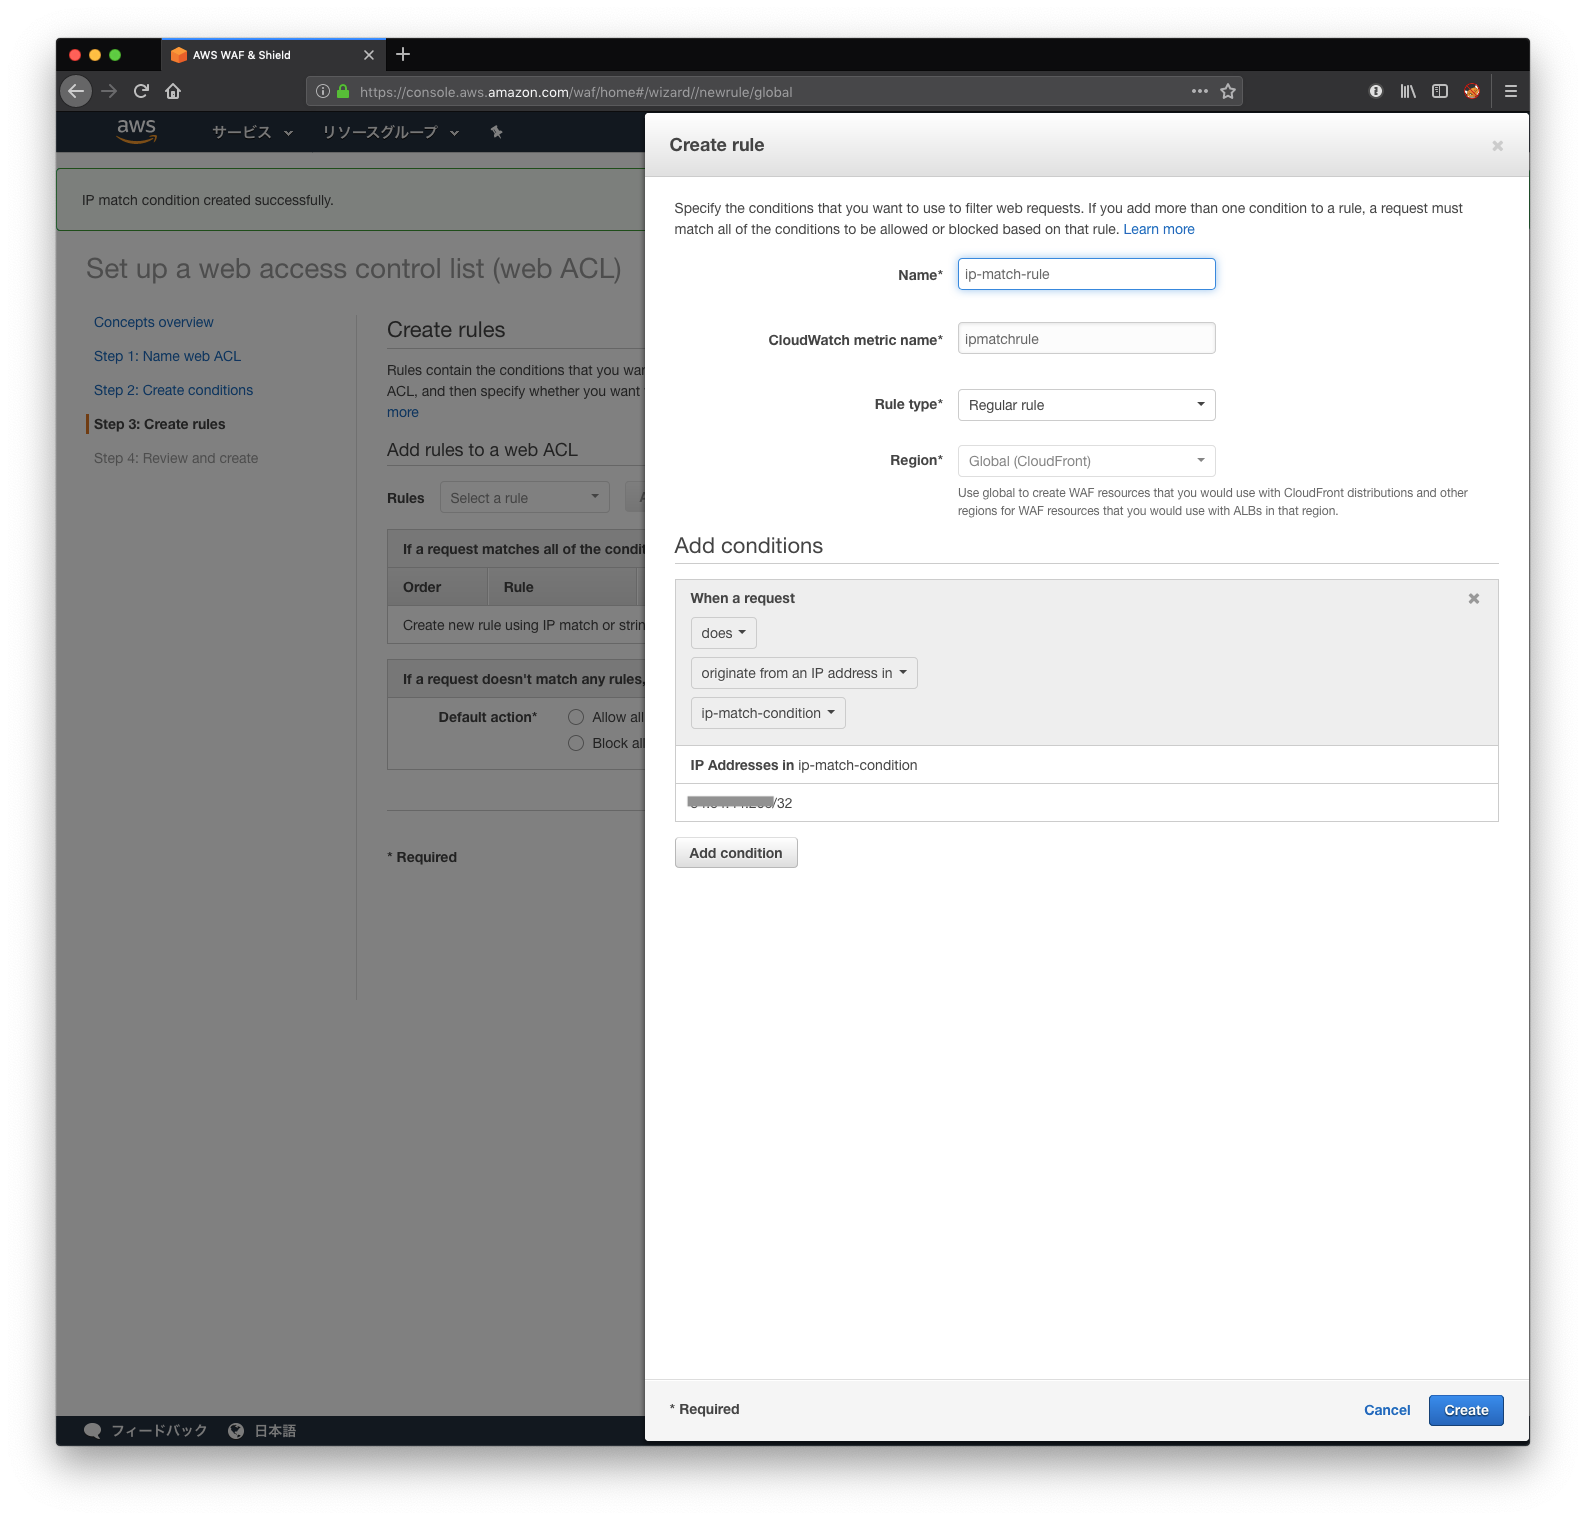 AWS WAF & Shield
https://console.aws.amazon.com/waf/home#/wizard//newrule/global
aws
サービス
リソースグループ
IP match condition created successfully.
Set up a web access control list (web ACL)
Concepts overview
Step 1: Name web ACL
Step 2: Create conditions
Step 3: Create rules
Step 4: Review and create
Create rules
Rules contain the conditions that you
ACL, and then specify whether you want
more
Add rules to a web ACL
Rules
Select a rule
If a request matches all of the
Order
Rule
Create new rule using IP match or
If a request doesn't match any rules,
Default action*
Allow all
Block all
* Required
フィードバック
日本語
Create rule
Specify the conditions that you want to use to filter web requests. If you add more than one condition to a rule, a request must
match all of the conditions to be allowed or blocked based on that rule. Learn more
Name*
ip-match-rule
CloudWatch metric name*
ipmatchrule
Rule type*
Regular rule
Region*
Global (CloudFront)
Use global to create WAF resources that you would use with CloudFront distributions and other
regions for WAF resources that you would use with ALBs in that region.
Add conditions
When a request
does
originate from an IP address in
ip-match-condition
IP Addresses in ip-match-condition
/32
Add condition
* Required
Cancel
Create